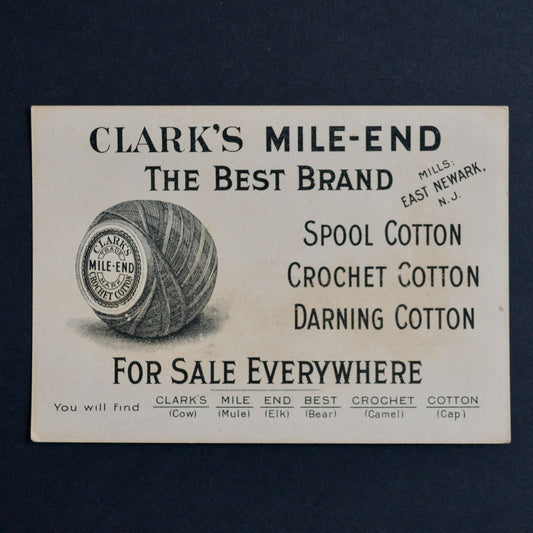 CLARK'S MILE-END
THE BEST BRAND
MILLS:
EAST NEWARK,
N.J.
CLARK'S
TRADE
MILE-END
MARK
CROCHET COTTON
SPOOL COTTON
CROCHET COTTON
DARNING COTTON
FOR SALE EVERYWHERE
You will find CLARK'S MILE END BEST CROCHET COTTON
(Cow) (Mule) (Elk) (Bear) (Camel) (Cap)